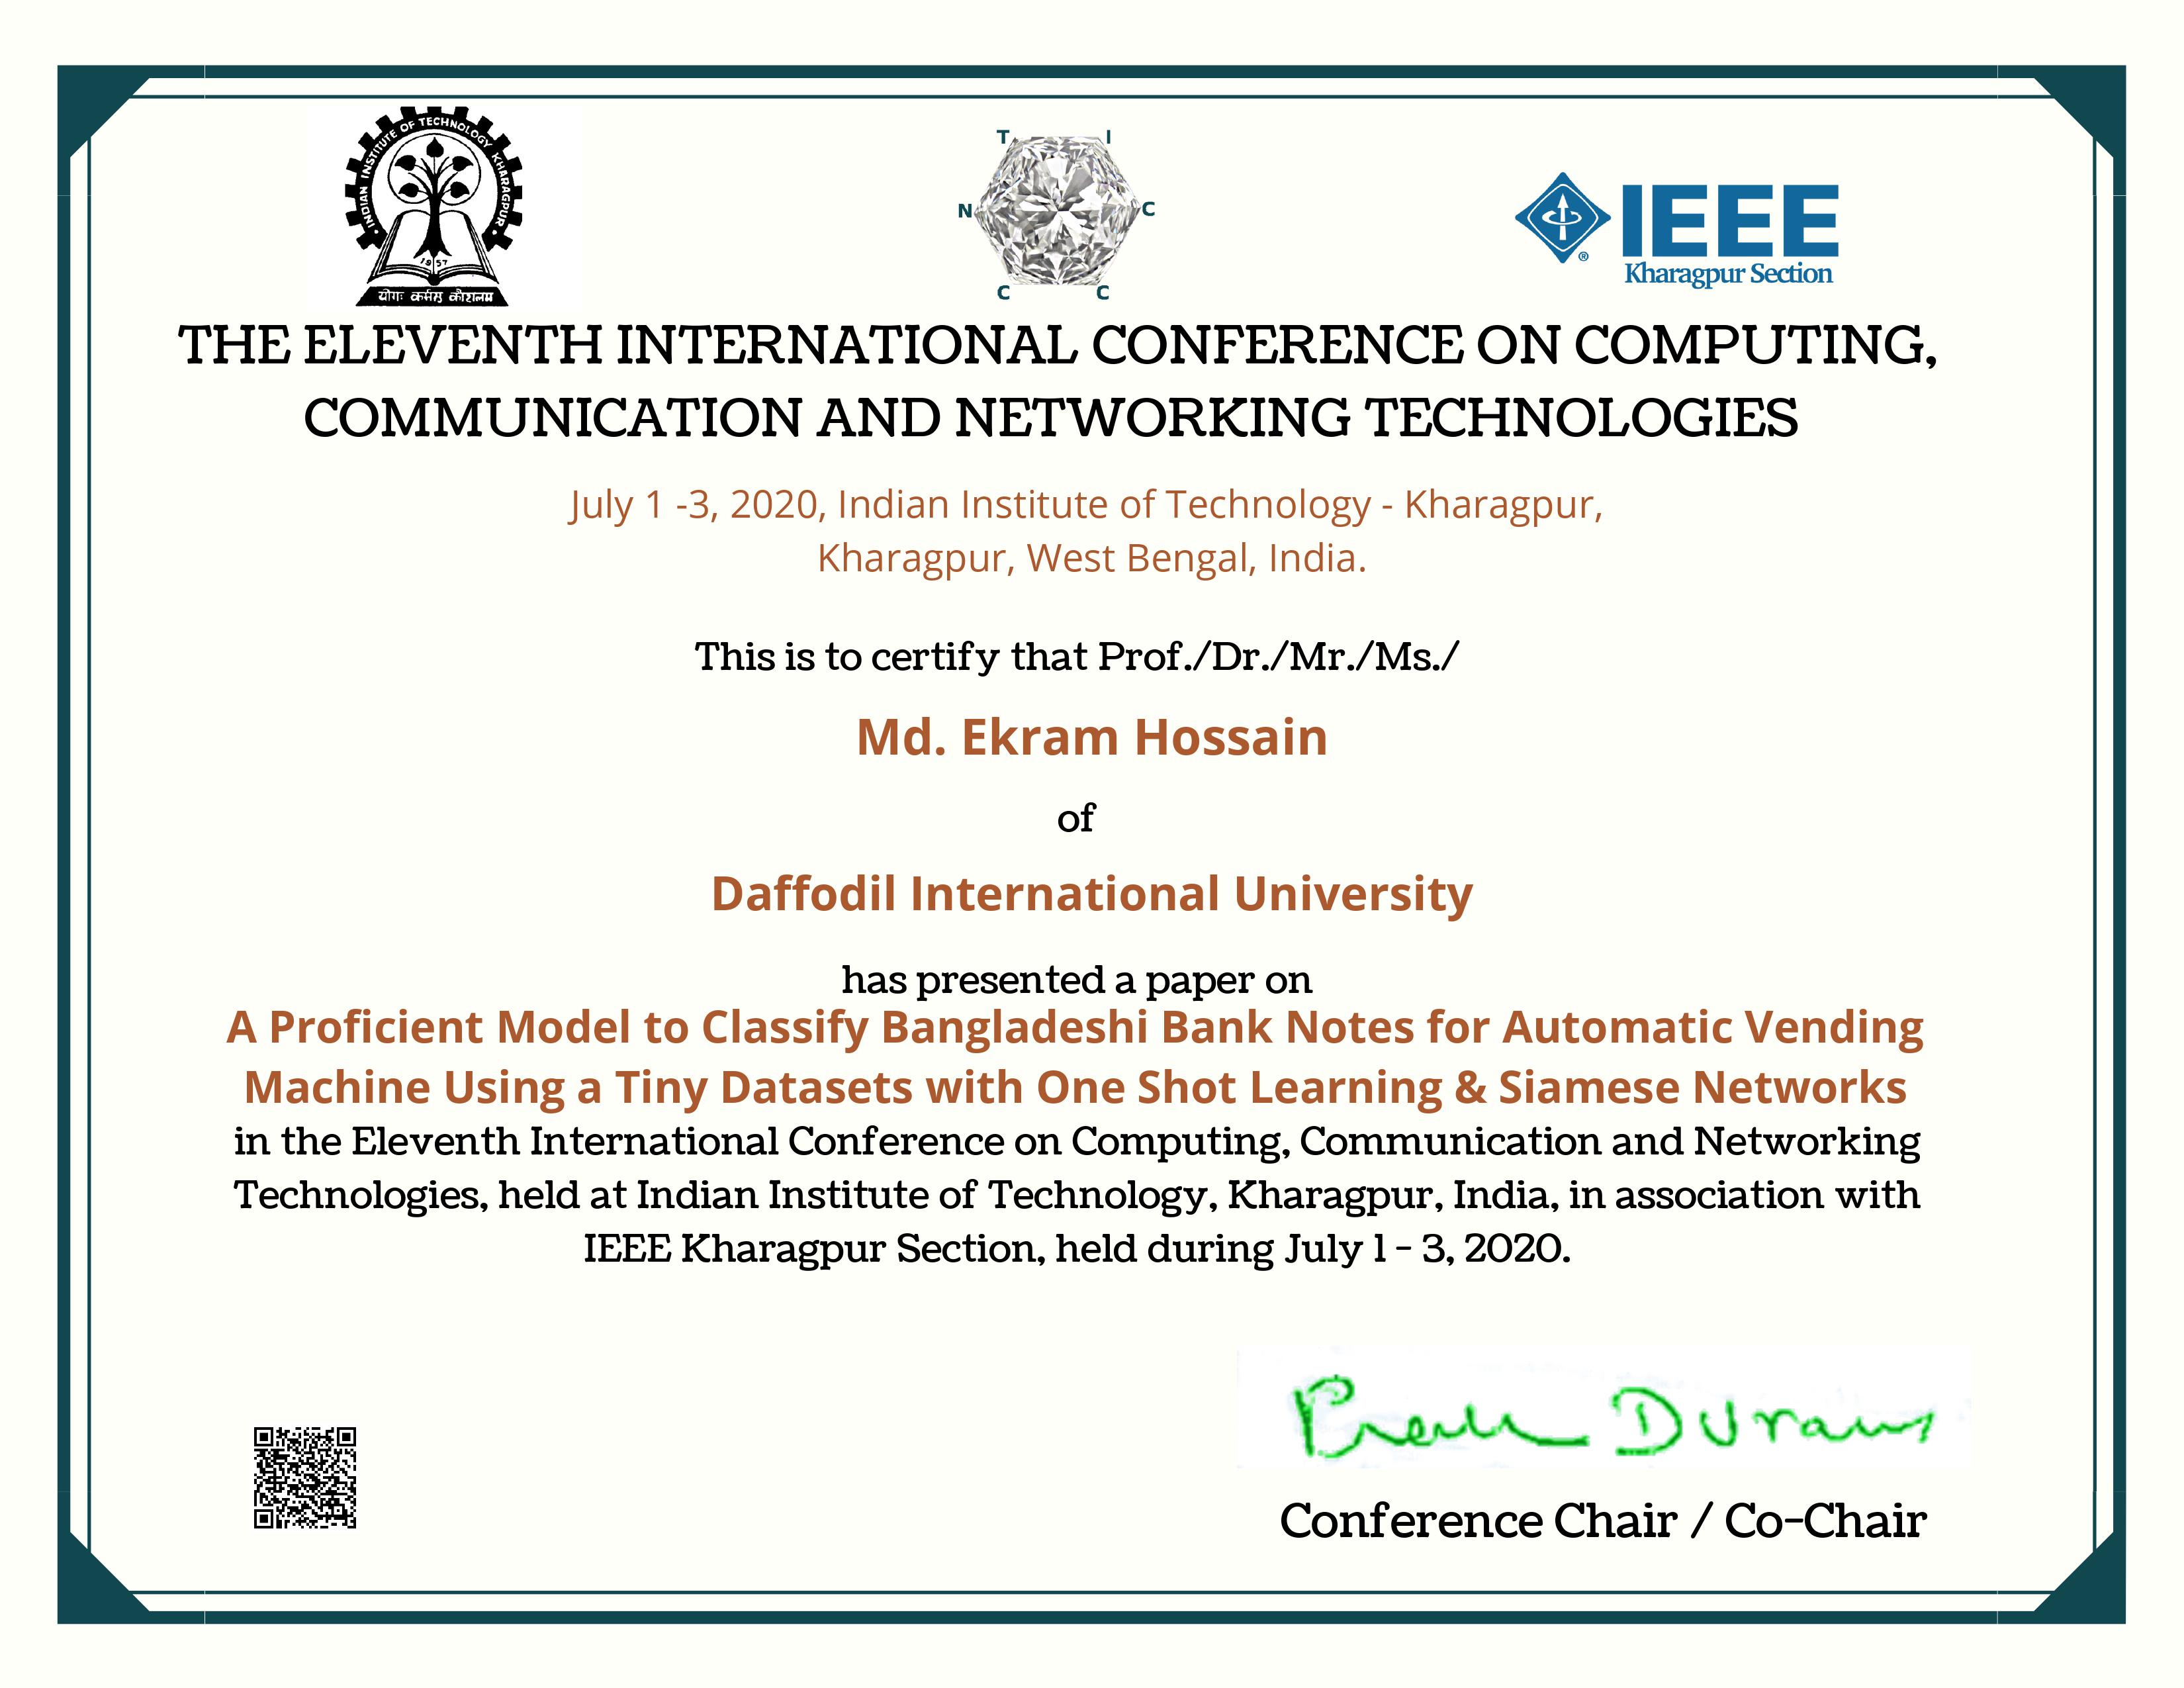 INDIAN INSTITUTE OF TECHNOLOGY KHARAGPUR
1957
योगः कर्मसु कौशलम्
T I
N C
C C
IEEE
Kharagpur Section
THE ELEVENTH INTERNATIONAL CONFERENCE ON COMPUTING,
COMMUNICATION AND NETWORKING TECHNOLOGIES
July 1 -3, 2020, Indian Institute of Technology - Kharagpur,
Kharagpur, West Bengal, India.
This is to certify that Prof./Dr./Mr./Ms./
Md. Ekram Hossain
of
Daffodil International University
has presented a paper on
A Proficient Model to Classify Bangladeshi Bank Notes for Automatic Vending
Machine Using a Tiny Datasets with One Shot Learning & Siamese Networks
in the Eleventh International Conference on Computing, Communication and Networking
Technologies, held at Indian Institute of Technology, Kharagpur, India, in association with
IEEE Kharagpur Section, held during July 1 – 3, 2020.
Conference Chair / Co-Chair